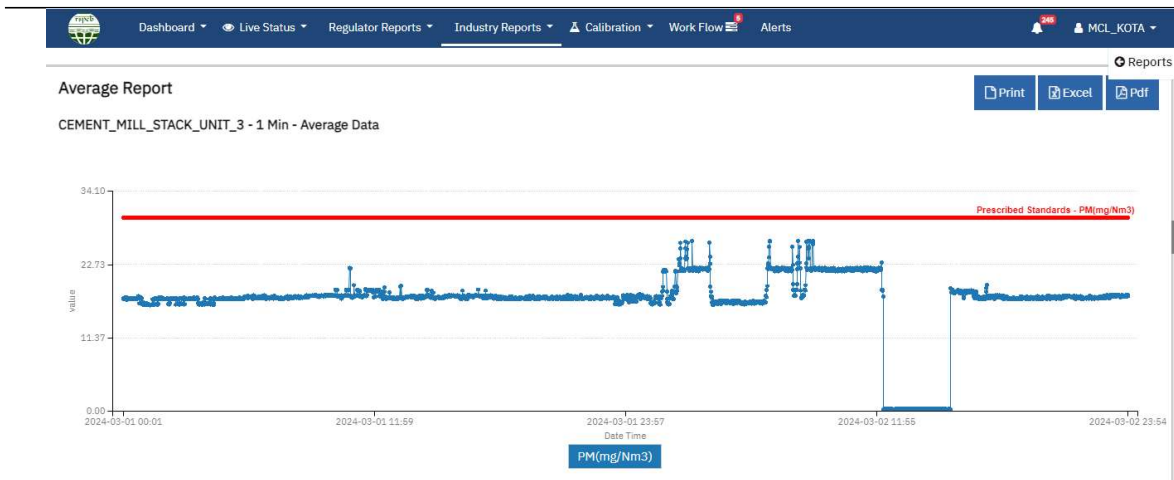 rspcb
Dashboard Live Status Regulator Reports Industry Reports Calibration Work Flow 6 Alerts 245 MCL_KOTA
Reports
Average Report
Print Excel Pdf
CEMENT_MILL_STACK_UNIT_3 - 1 Min - Average Data
34.10
Prescribed Standards - PM(mg/Nm3)
22.73
value
11.37
0.00
2024-03-01 00:01 2024-03-01 11:59 2024-03-01 23:57 2024-03-02 11:55 2024-03-02 23:54
Date Time
PM(mg/Nm3)